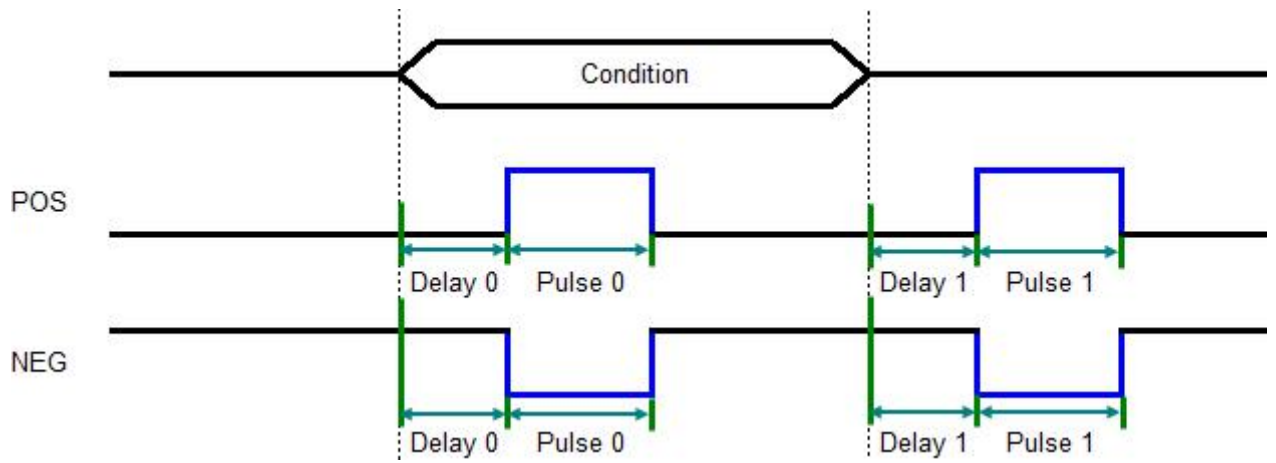 Condition
POS
Delay 0 Pulse 0 Delay 1 Pulse 1
NEG
Delay 0 Pulse 0 Delay 1 Pulse 1